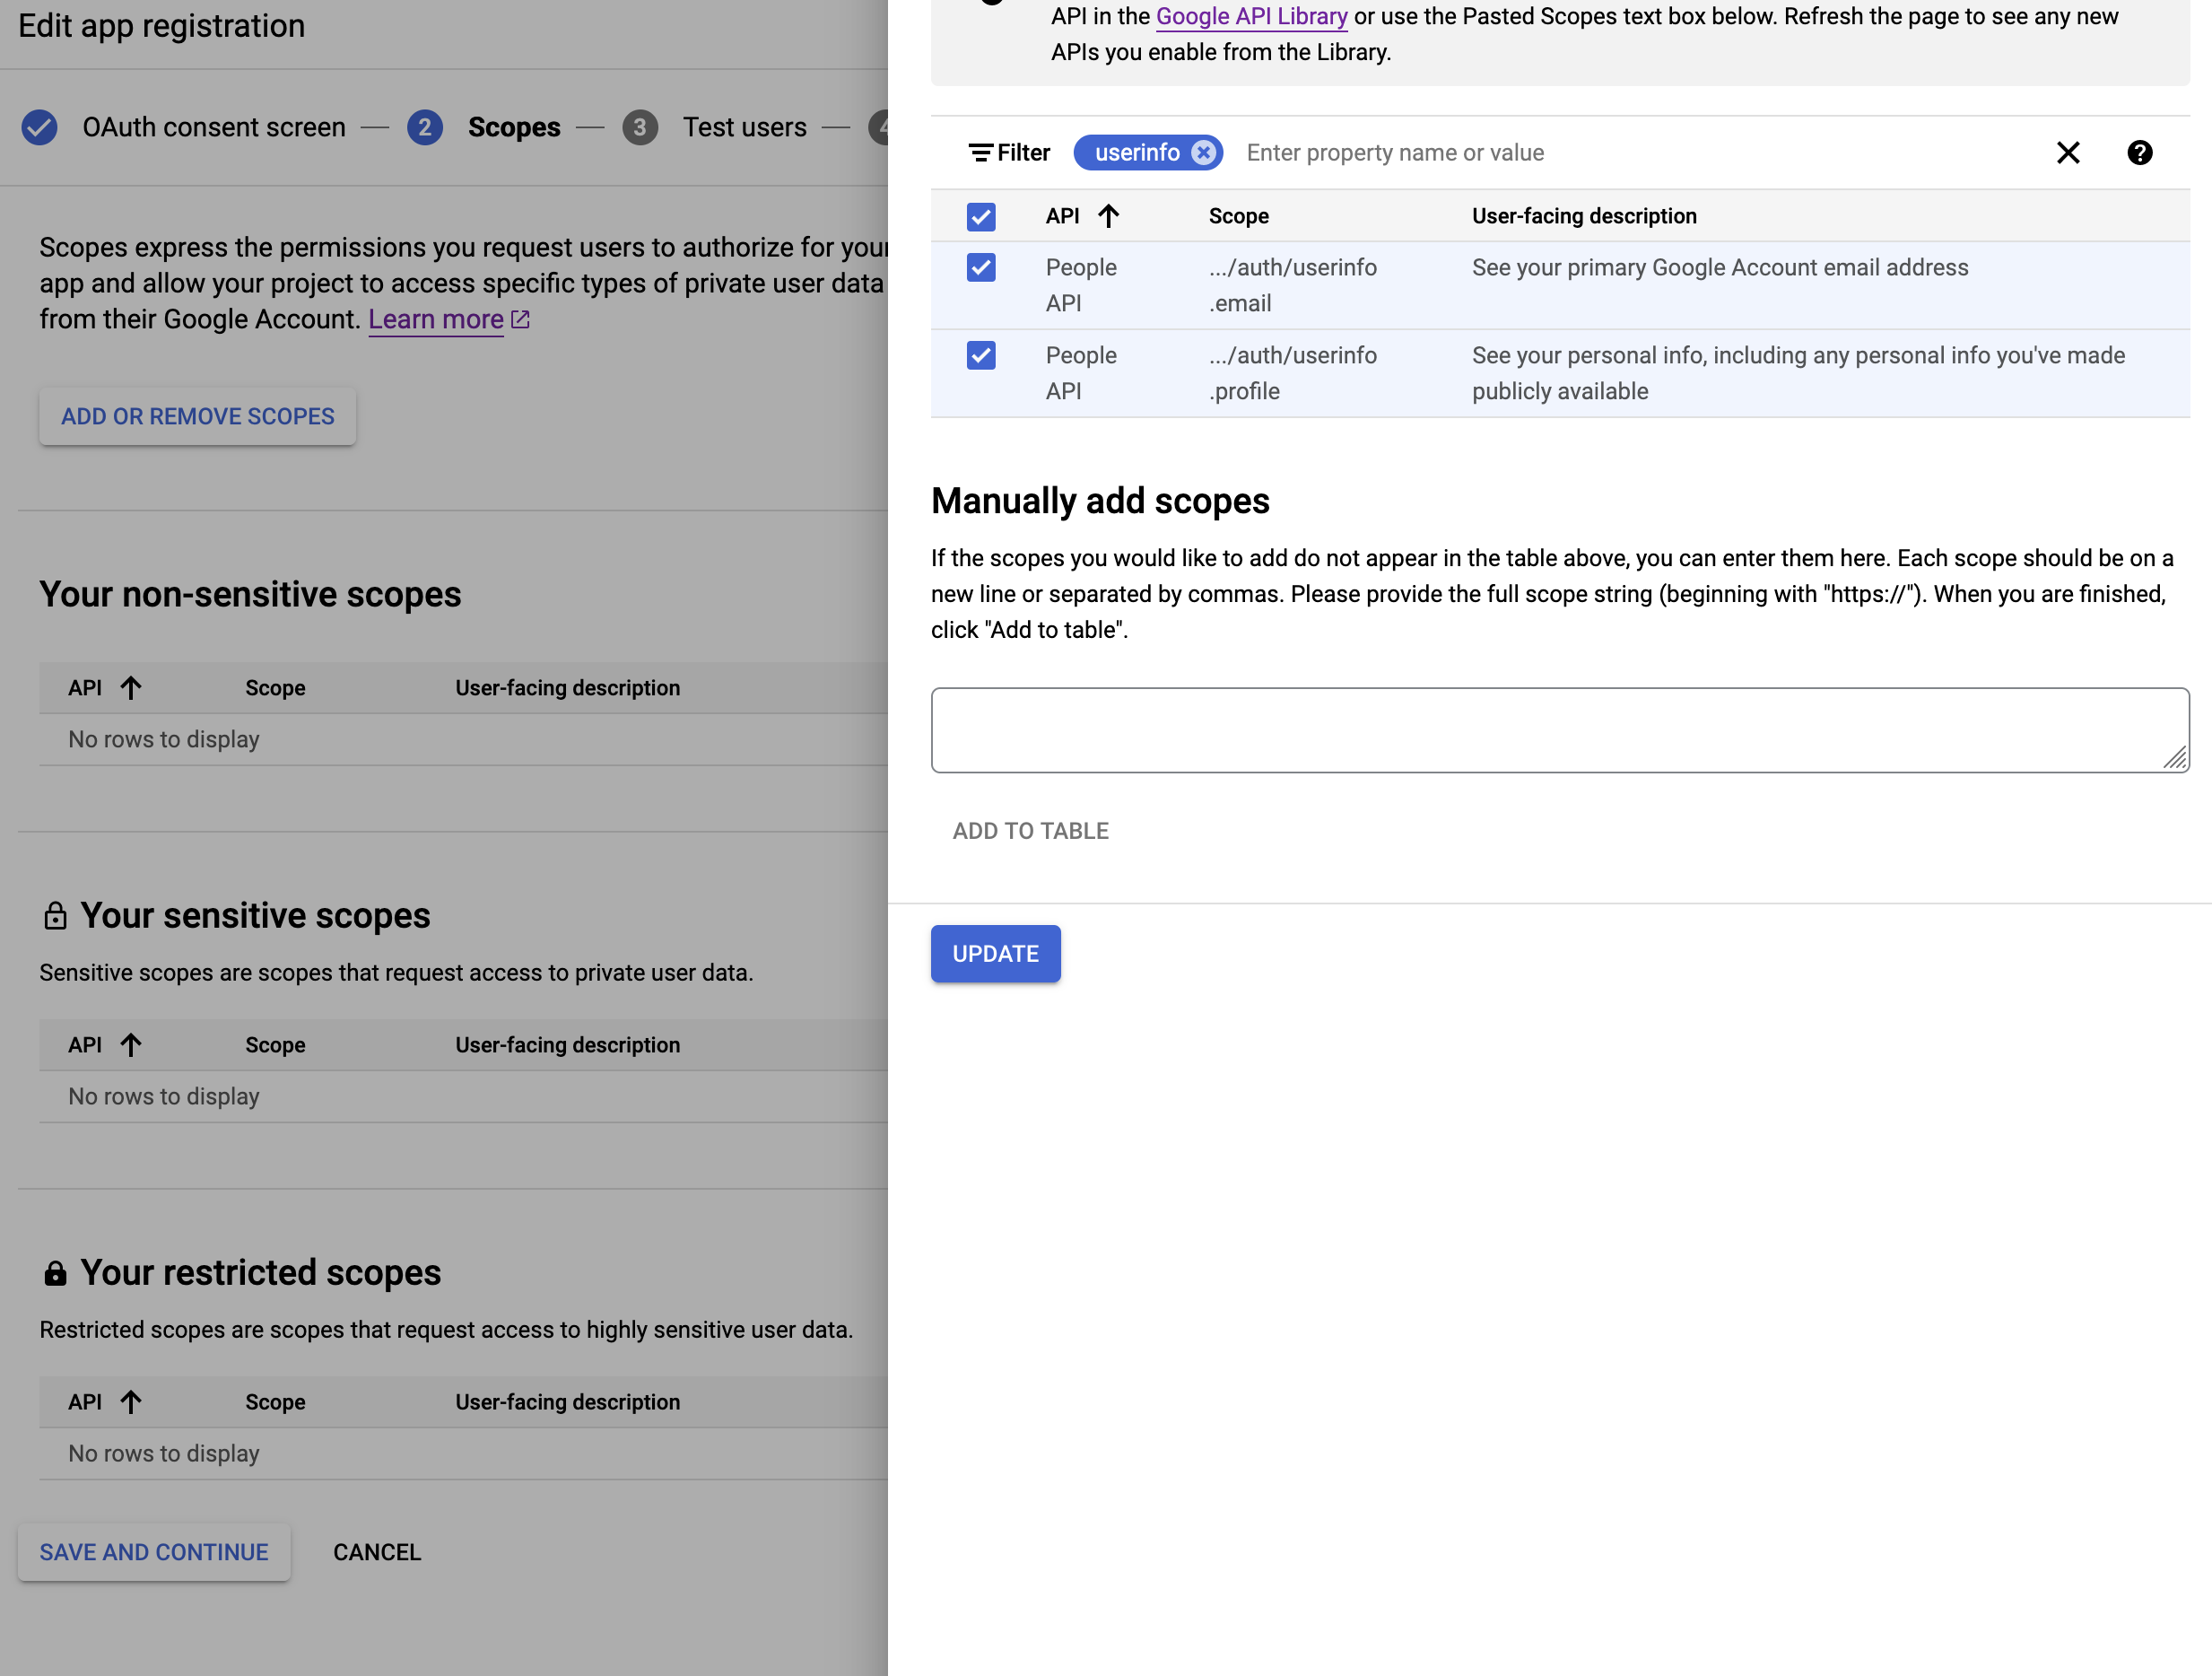 Edit app registration
OAuth consent screen — 2 Scopes — 3 Test users — 4
Scopes express the permissions you request users to authorize for your
app and allow your project to access specific types of private user data
from their Google Account. Learn more
ADD OR REMOVE SCOPES
Your non-sensitive scopes
API Scope User-facing description
No rows to display
Your sensitive scopes
Sensitive scopes are scopes that request access to private user data.
API Scope User-facing description
No rows to display
Your restricted scopes
Restricted scopes are scopes that request access to highly sensitive user data.
API Scope User-facing description
No rows to display
SAVE AND CONTINUE CANCEL
API in the Google API Library or use the Pasted Scopes text box below. Refresh the page to see any new
APIs you enable from the Library.
Filter userinfo Enter property name or value
API Scope User-facing description
People API .../auth/userinfo.email See your primary Google Account email address
People API .../auth/userinfo.profile See your personal info, including any personal info you've made publicly available
Manually add scopes
If the scopes you would like to add do not appear in the table above, you can enter them here. Each scope should be on a
new line or separated by commas. Please provide the full scope string (beginning with "https://"). When you are finished,
click "Add to table".
ADD TO TABLE
UPDATE